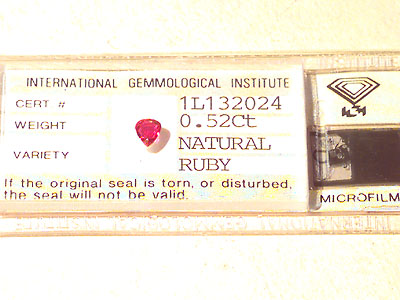 INTERNATIONAL GEMMOLOGICAL INSTITUTE
CERT # 1L132024
WEIGHT 0.52Ct
VARIETY NATURAL
RUBY
If the original seal is torn, or disturbed,
the seal will not be valid.
MICROFILM